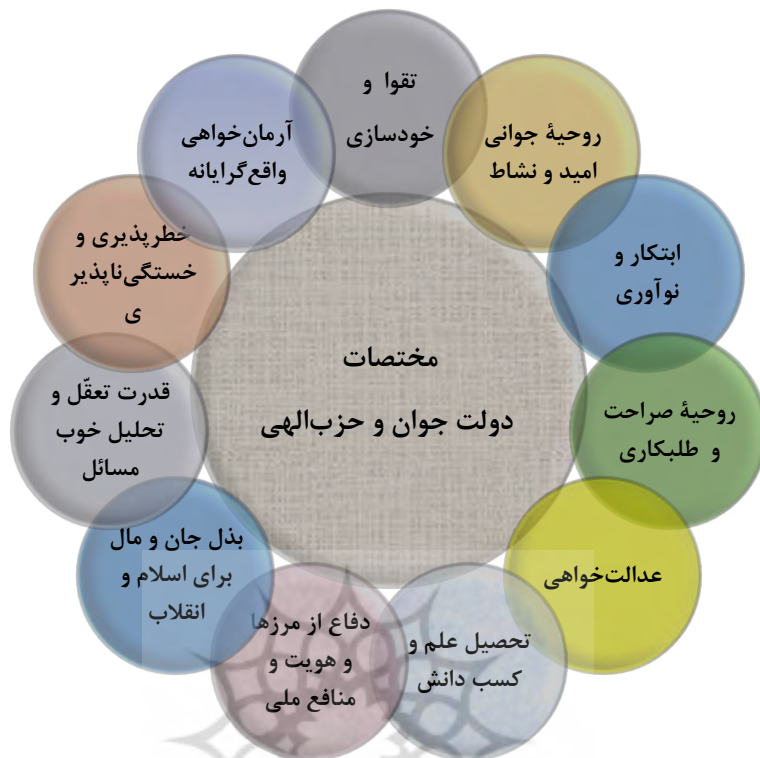 تقوا و
خودسازی
روحیهٔ جوانی
امید و نشاط
ابتکار و
نوآوری
روحیهٔ صراحت
و طلبکاری
عدالت‌خواهی
تحصیل علم و
کسب دانش
دفاع از مرزها
و هویت و
منافع ملی
بذل جان و مال
برای اسلام و
انقلاب
قدرت تعقّل و
تحلیل خوب
مسائل
خطرپذیری و
خستگی‌ناپذیر
ی
آرمان‌خواهی
واقع‌گرایانه
مختصات
دولت جوان و حزب‌الهی